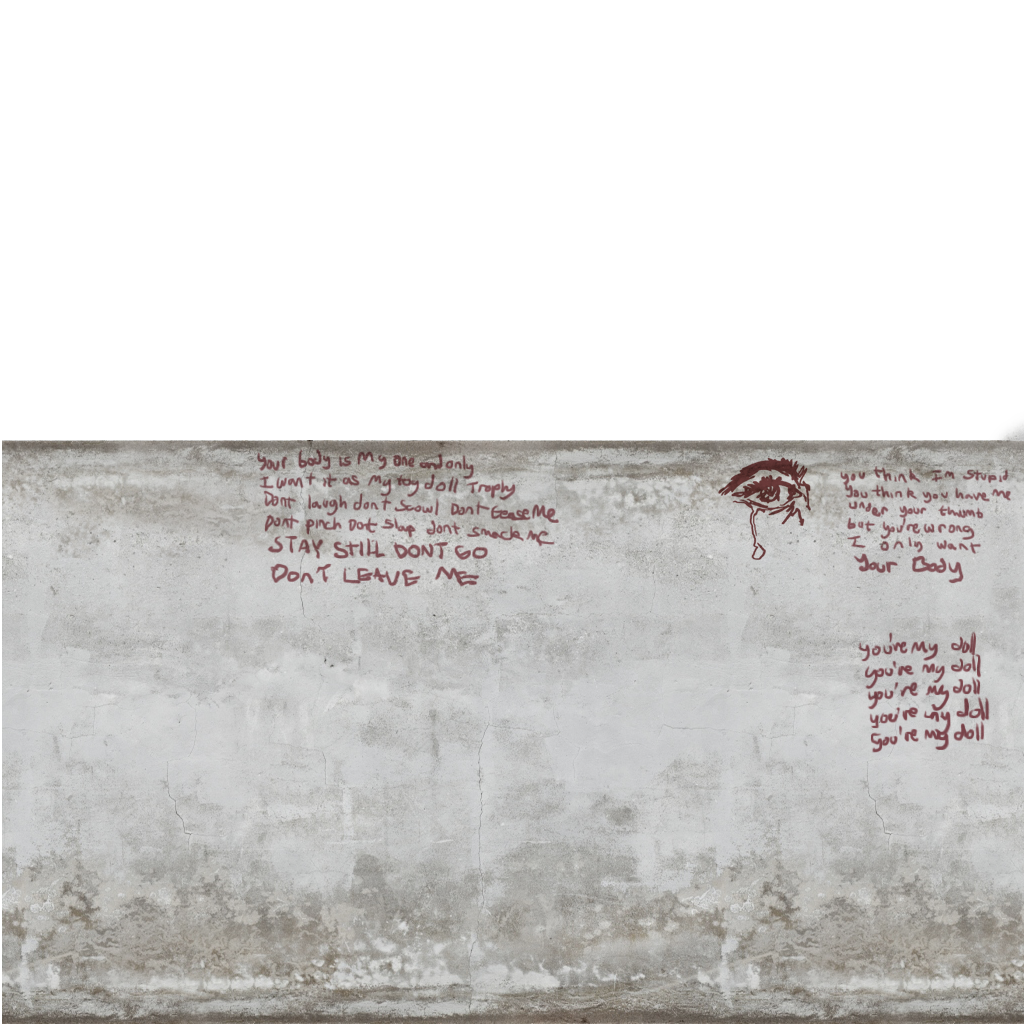 Your body is My one and only
I want it as My toy doll Trophy
Dont laugh don't Scowl Dont tease Me
Dont pinch Dot Slap dont smack me
STAY STILL DONT GO
DonT LEAVE ME
you think Im Stupid
You think you have me
under your thumb
but you're wrong
I only want
Your Body
you're My doll
you're my doll
you're my doll
you're my doll
you're my doll